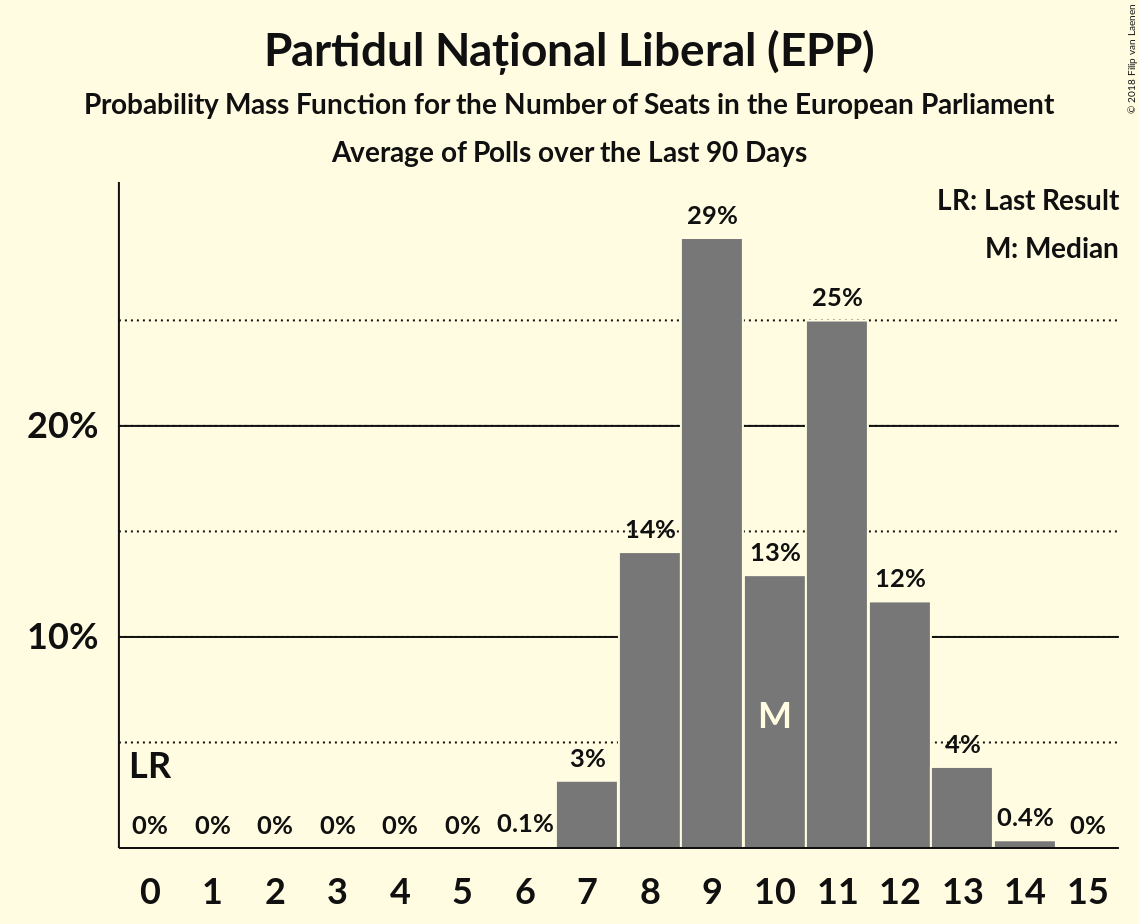 Partidul Național Liberal (EPP)
Probability Mass Function for the Number of Seats in the European Parliament
Average of Polls over the Last 90 Days
© 2018 Filip van Laenen
LR: Last Result
M: Median
29%
25%
20%
14%
13%
12%
10%
M
LR
3%
4%
0% 0% 0% 0% 0% 0% 0.1% 0.4% 0%
0 1 2 3 4 5 6 7 8 9 10 11 12 13 14 15